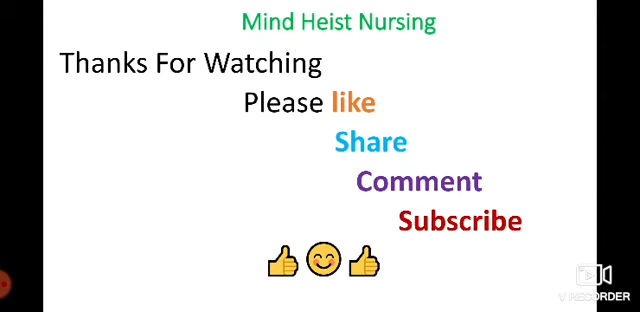 Mind Heist Nursing
Thanks For Watching
Please like
Share
Comment
Subscribe
V RECORDER